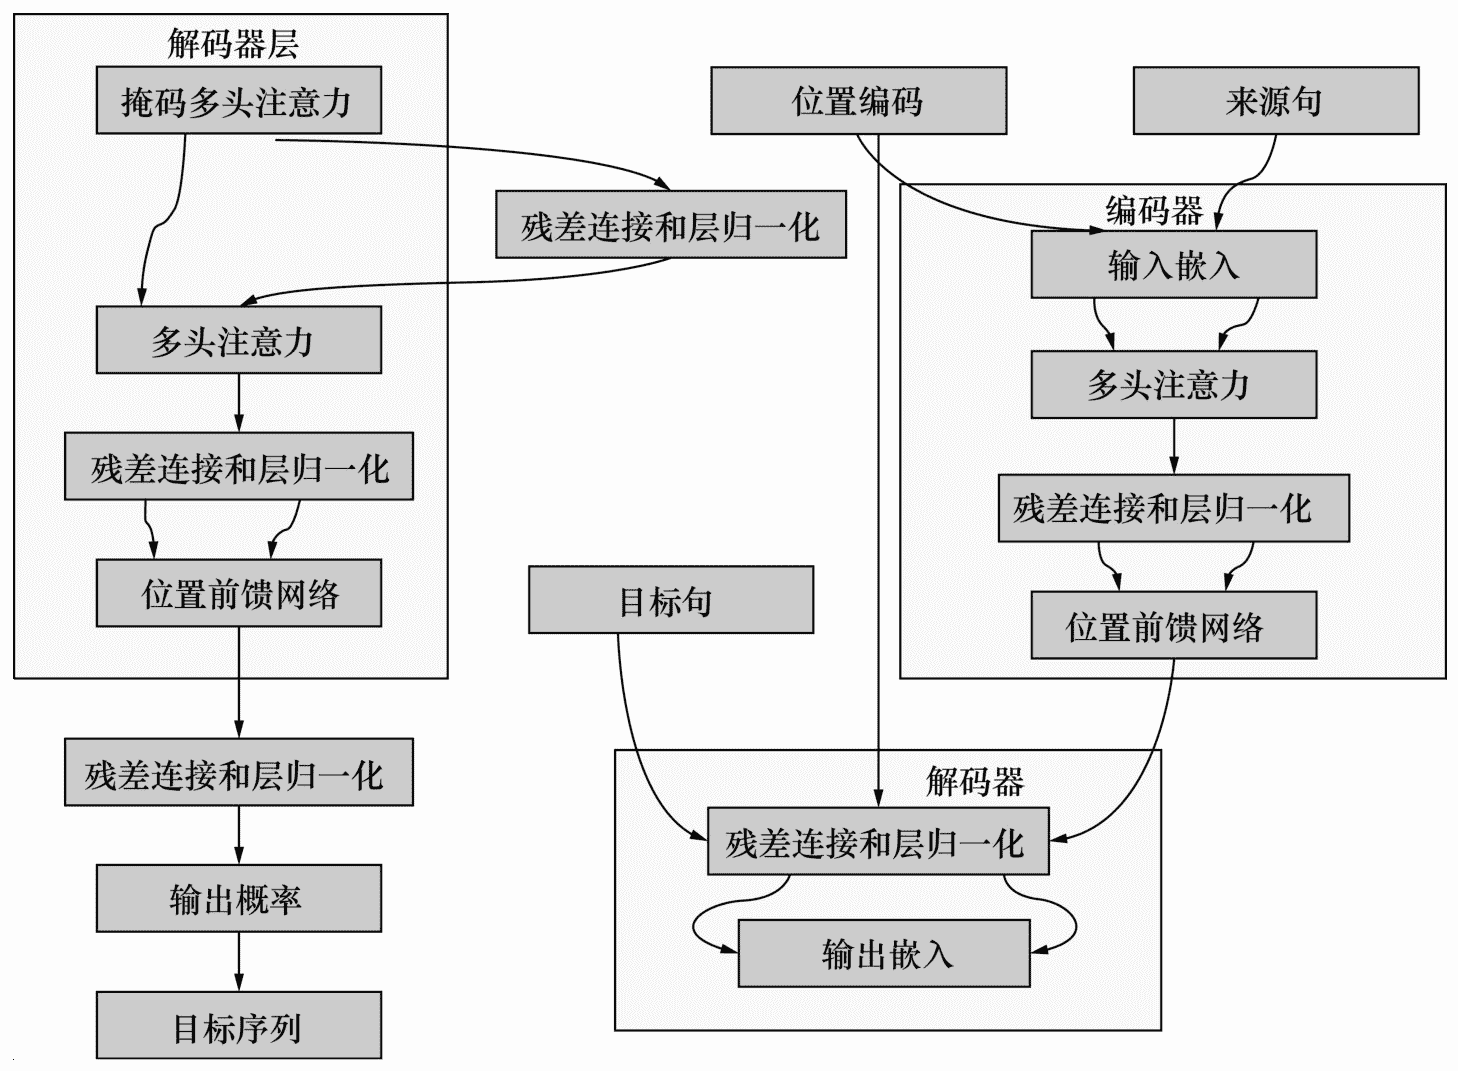 解码器层
掩码多头注意力
位置编码
来源句
残差连接和层归一化
编码器
输入嵌入
多头注意力
多头注意力
残差连接和层归一化
残差连接和层归一化
位置前馈网络
目标句
位置前馈网络
残差连接和层归一化
解码器
残差连接和层归一化
输出概率
输出嵌入
目标序列